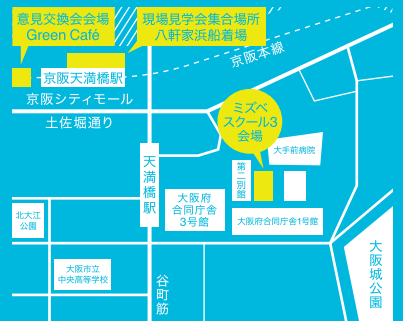 意見交換会会場
Green Café
現場見学会集合場所
八軒家浜船着場
京阪本線
京阪天満橋駅
京阪シティモール
土佐堀通り
ミズベ
スクール3
会場
大手前病院
天満橋駅
第二別館
大阪府
合同庁舎
3号館
大阪府合同庁舎1号館
北大江
公園
大阪市立
中央高等学校
谷町筋
大阪城公園